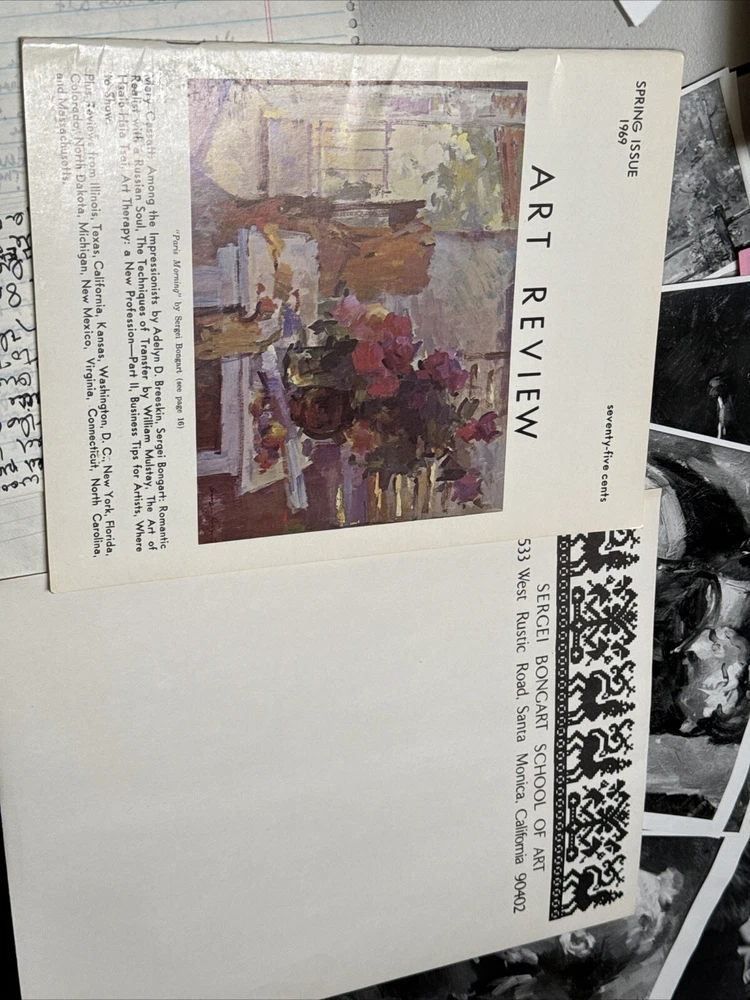 SPRING ISSUE
1969
seventy-five cents
ART REVIEW
"Paris Morning" by Sergei Bongart (see page 16)
Mary Cassatt: Among the Impressionists by Adelyn D. Breeskin, Sergei Bongart: Romantic
Realist with a Russian Soul, The Techniques of Transfer by William Mulstay, The Art of
Hsaio-Hsia Tsai, Art Therapy: a New Profession—Part II, Business Tips for Artists, Where
to Show.
Plus Reviews from Illinois, Texas, California, Kansas, Washington, D. C., New York, Florida,
Colorado, North Dakota, Michigan, New Mexico, Virginia, Connecticut, North Carolina,
and Massachusetts.
SERGEI BONGART SCHOOL OF ART
533 West Rustic Road, Santa Monica, California 90402